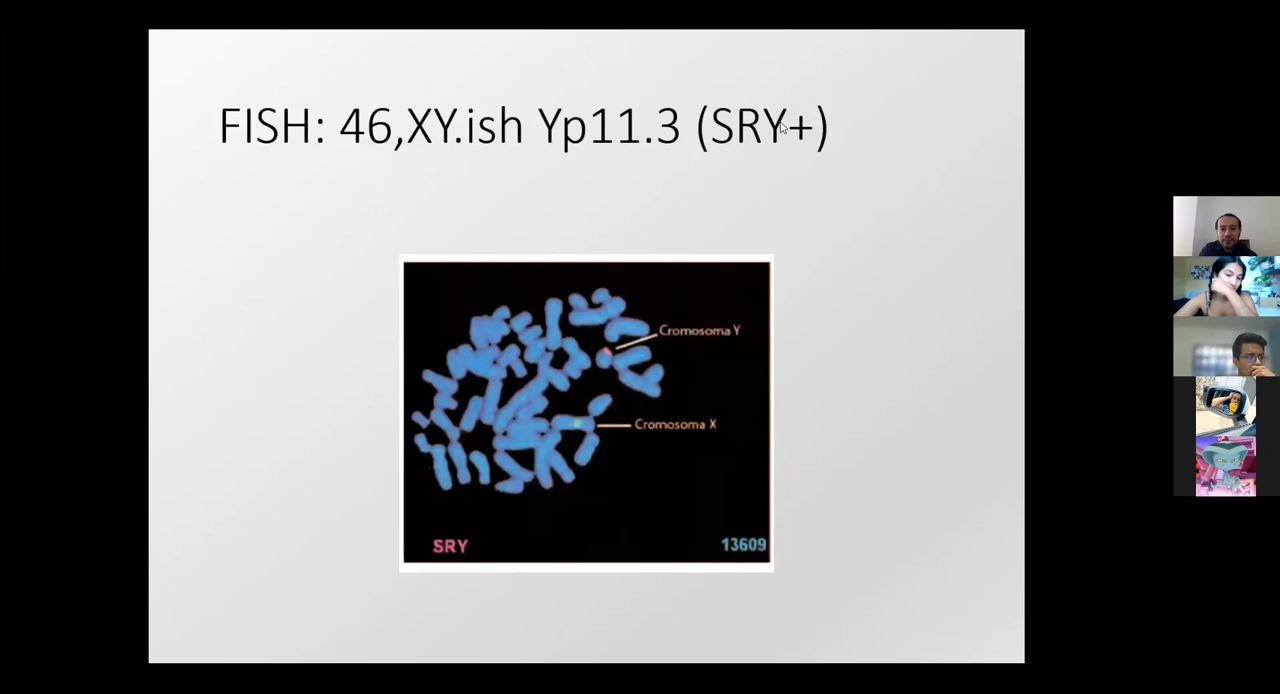 FISH: 46,XY.ish Yp11.3 (SRY+)
Cromosoma Y
Cromosoma X
SRY
13609